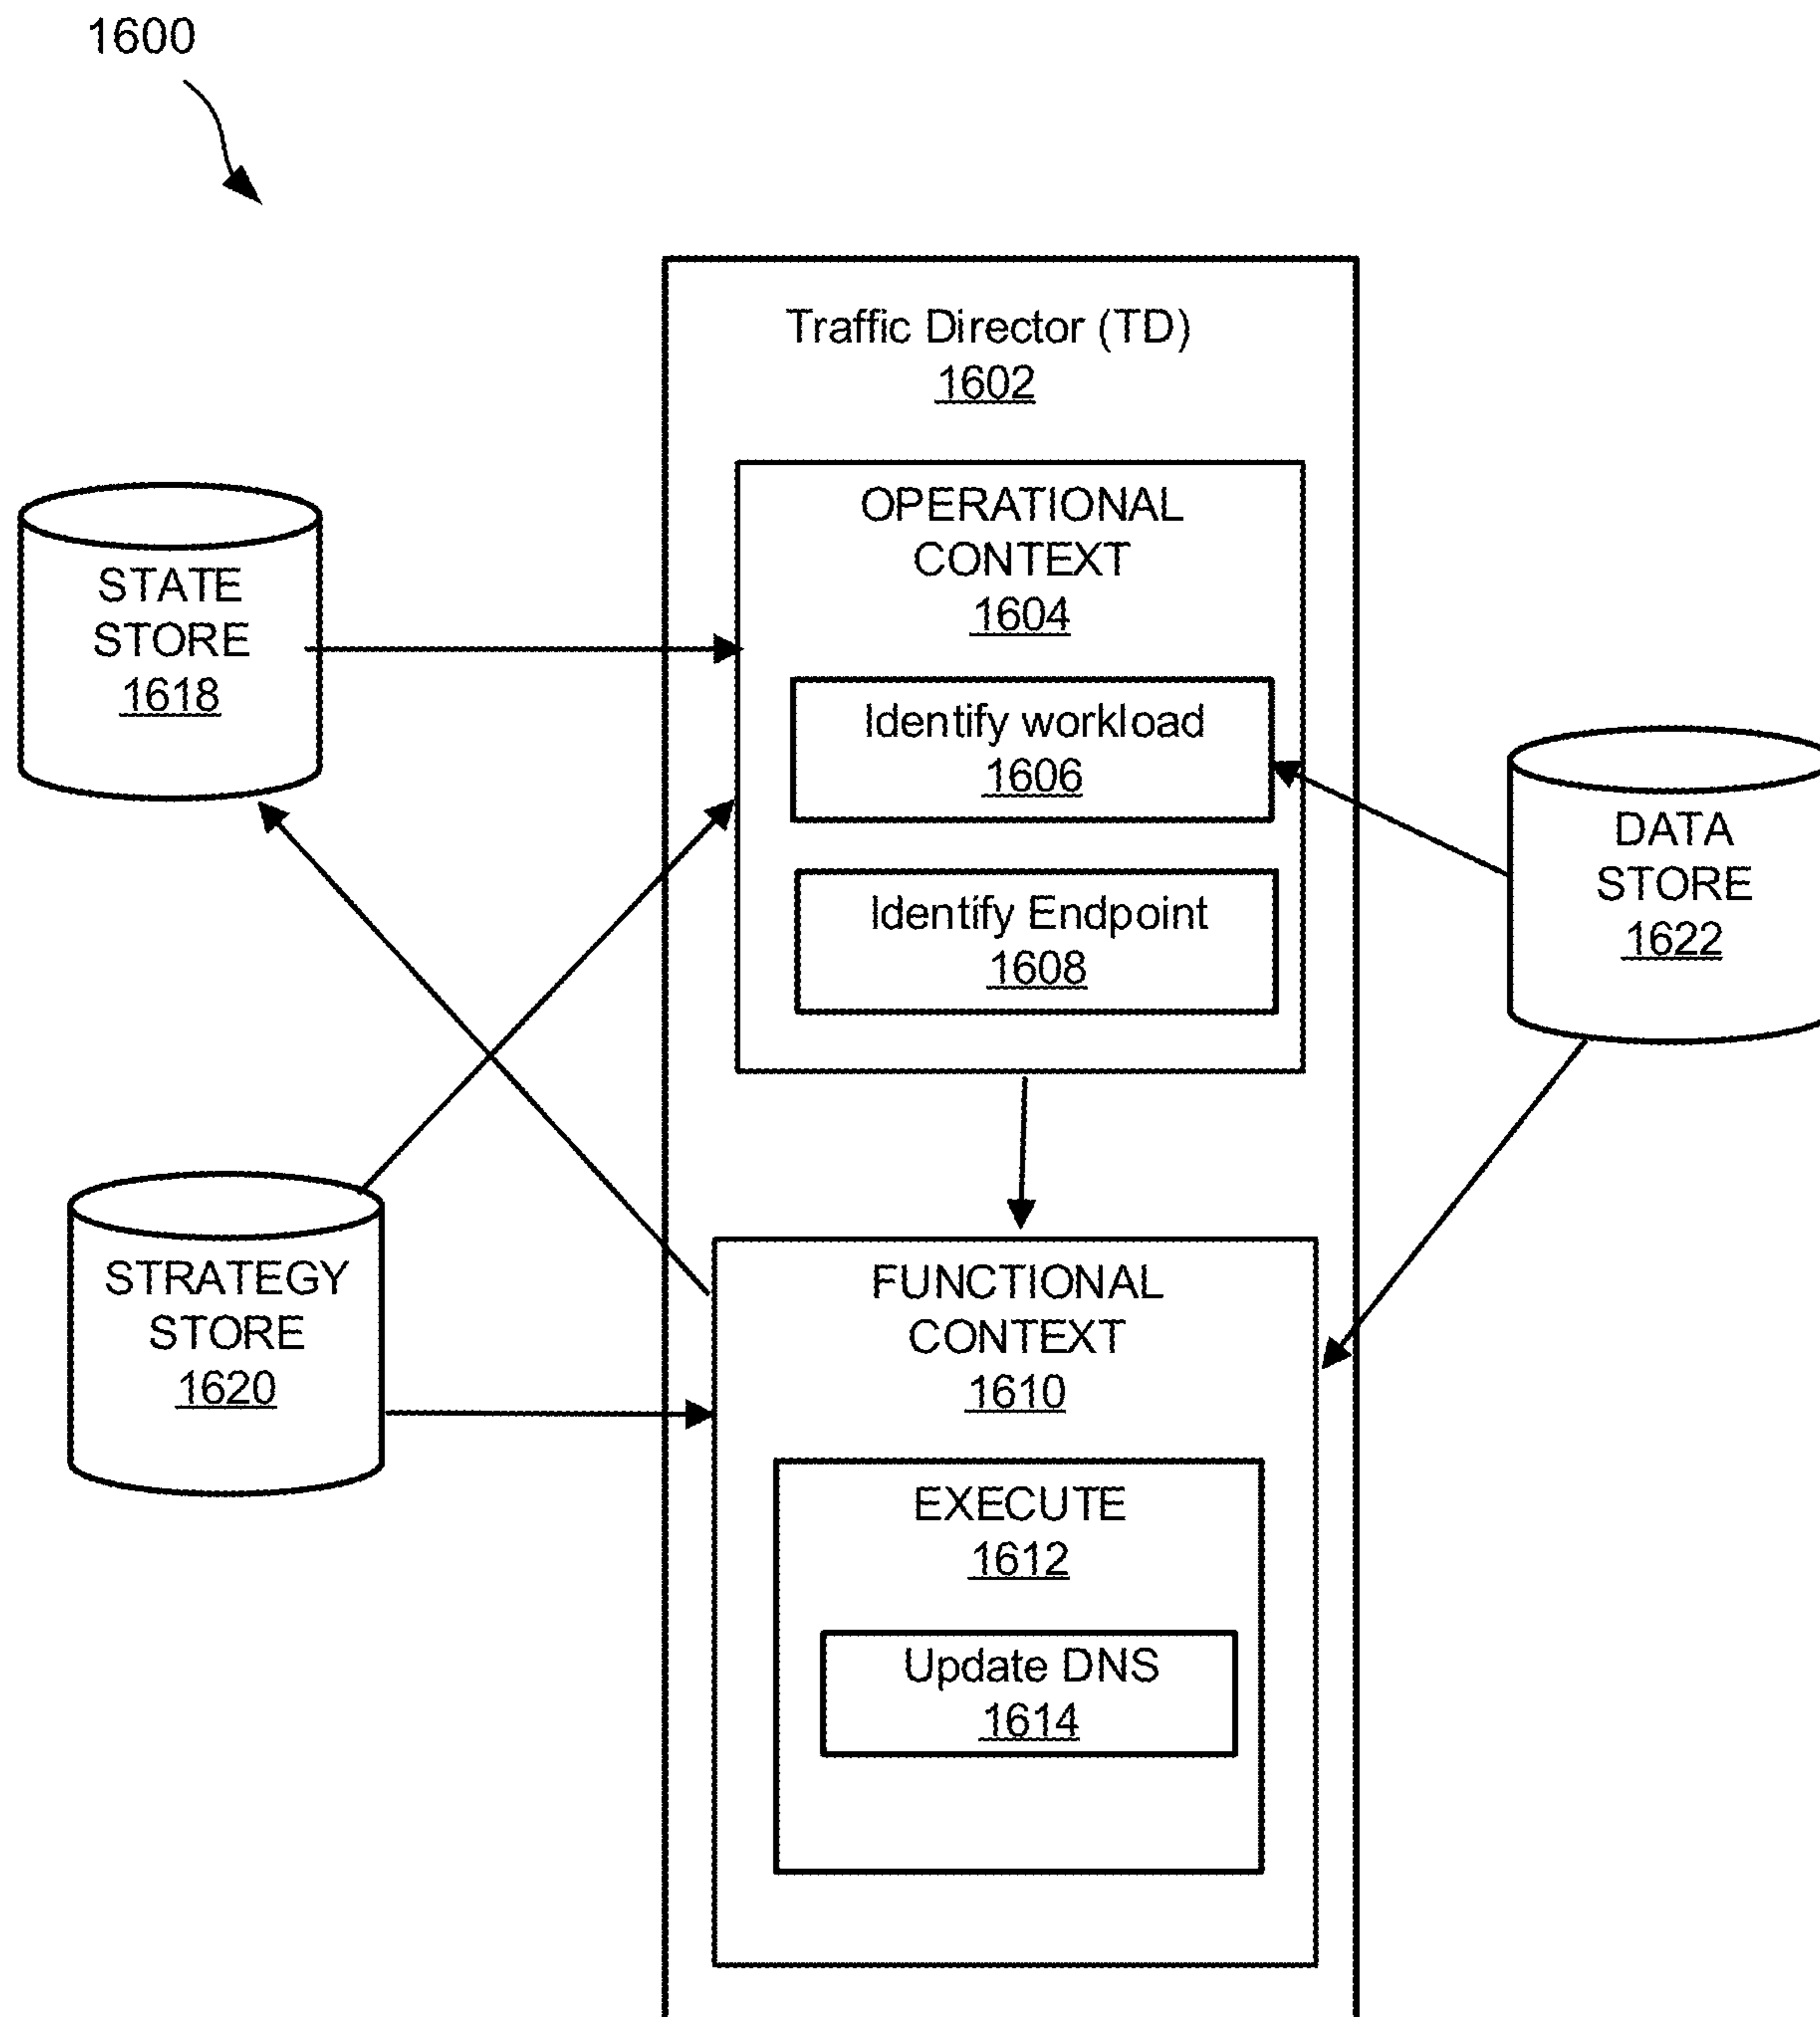 1600
Traffic Director (TD)
1602
OPERATIONAL
CONTEXT
1604
Identify workload
1606
Identify Endpoint
1608
STATE
STORE
1618
DATA
STORE
1622
STRATEGY
STORE
1620
FUNCTIONAL
CONTEXT
1610
EXECUTE
1612
Update DNS
1614